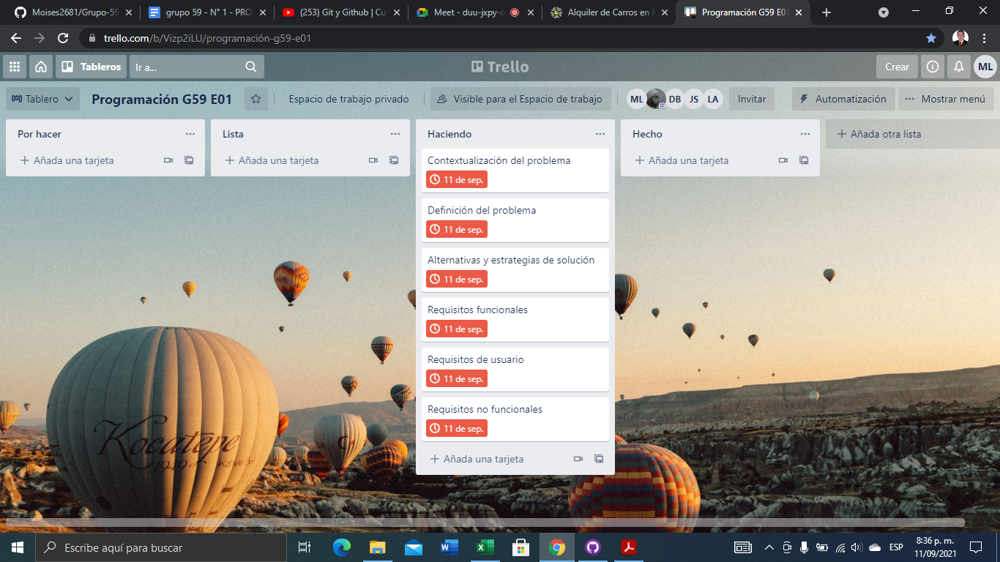 Moises2681/Grupo-59
grupo 59 - N° 1 - PRO
(253) Git y Github | Cu
Meet - duu-jxpy-
Alquiler de Carros en
Programación G59 E01
trello.com/b/Vizp2iLU/programación-g59-e01
Tableros
Ir a...
Trello
Crear
ML
Tablero
Programación G59 E01
Espacio de trabajo privado
Visible para el Espacio de trabajo
ML
DB
JS
LA
Invitar
Automatización
Mostrar menú
Por hacer
Añada una tarjeta
Lista
Añada una tarjeta
Haciendo
Contextualización del problema
11 de sep.
Definición del problema
11 de sep.
Alternativas y estrategias de solución
11 de sep.
Requisitos funcionales
11 de sep.
Requisitos de usuario
11 de sep.
Requisitos no funcionales
11 de sep.
Añada una tarjeta
Hecho
Añada una tarjeta
Añada otra lista
Kocatepe
1949
Escribe aquí para buscar
ESP
8:36 p. m.
11/09/2021